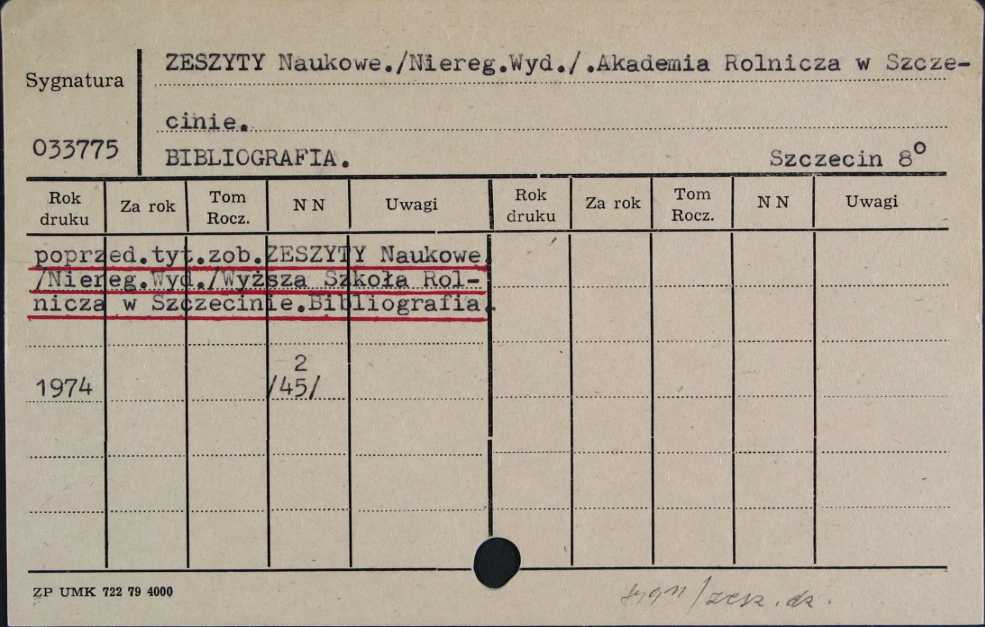 ZESZYTY Naukowe./Niereg.Wyd./.Akademia Rolnicza w Szcze-
Sygnatura
cinie.
033775
BIBLIOGRAFIA. Szczecin 8⁰
Rok druku Za rok Tom Rocz. N N Uwagi Rok druku Za rok Tom Rocz. N N Uwagi
poprzed.tyt.zob.ZESZYTY Naukowe.
/Niereg.Wyd./Wyższa Szkoła Rol-
nicza w Szczecinie.Bibliografia.
2
1974 /45/
ZP UMK 722 79 4000